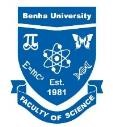 Benha University
π
E=mc²
Est.
1981
FACULTY OF SCIENCE